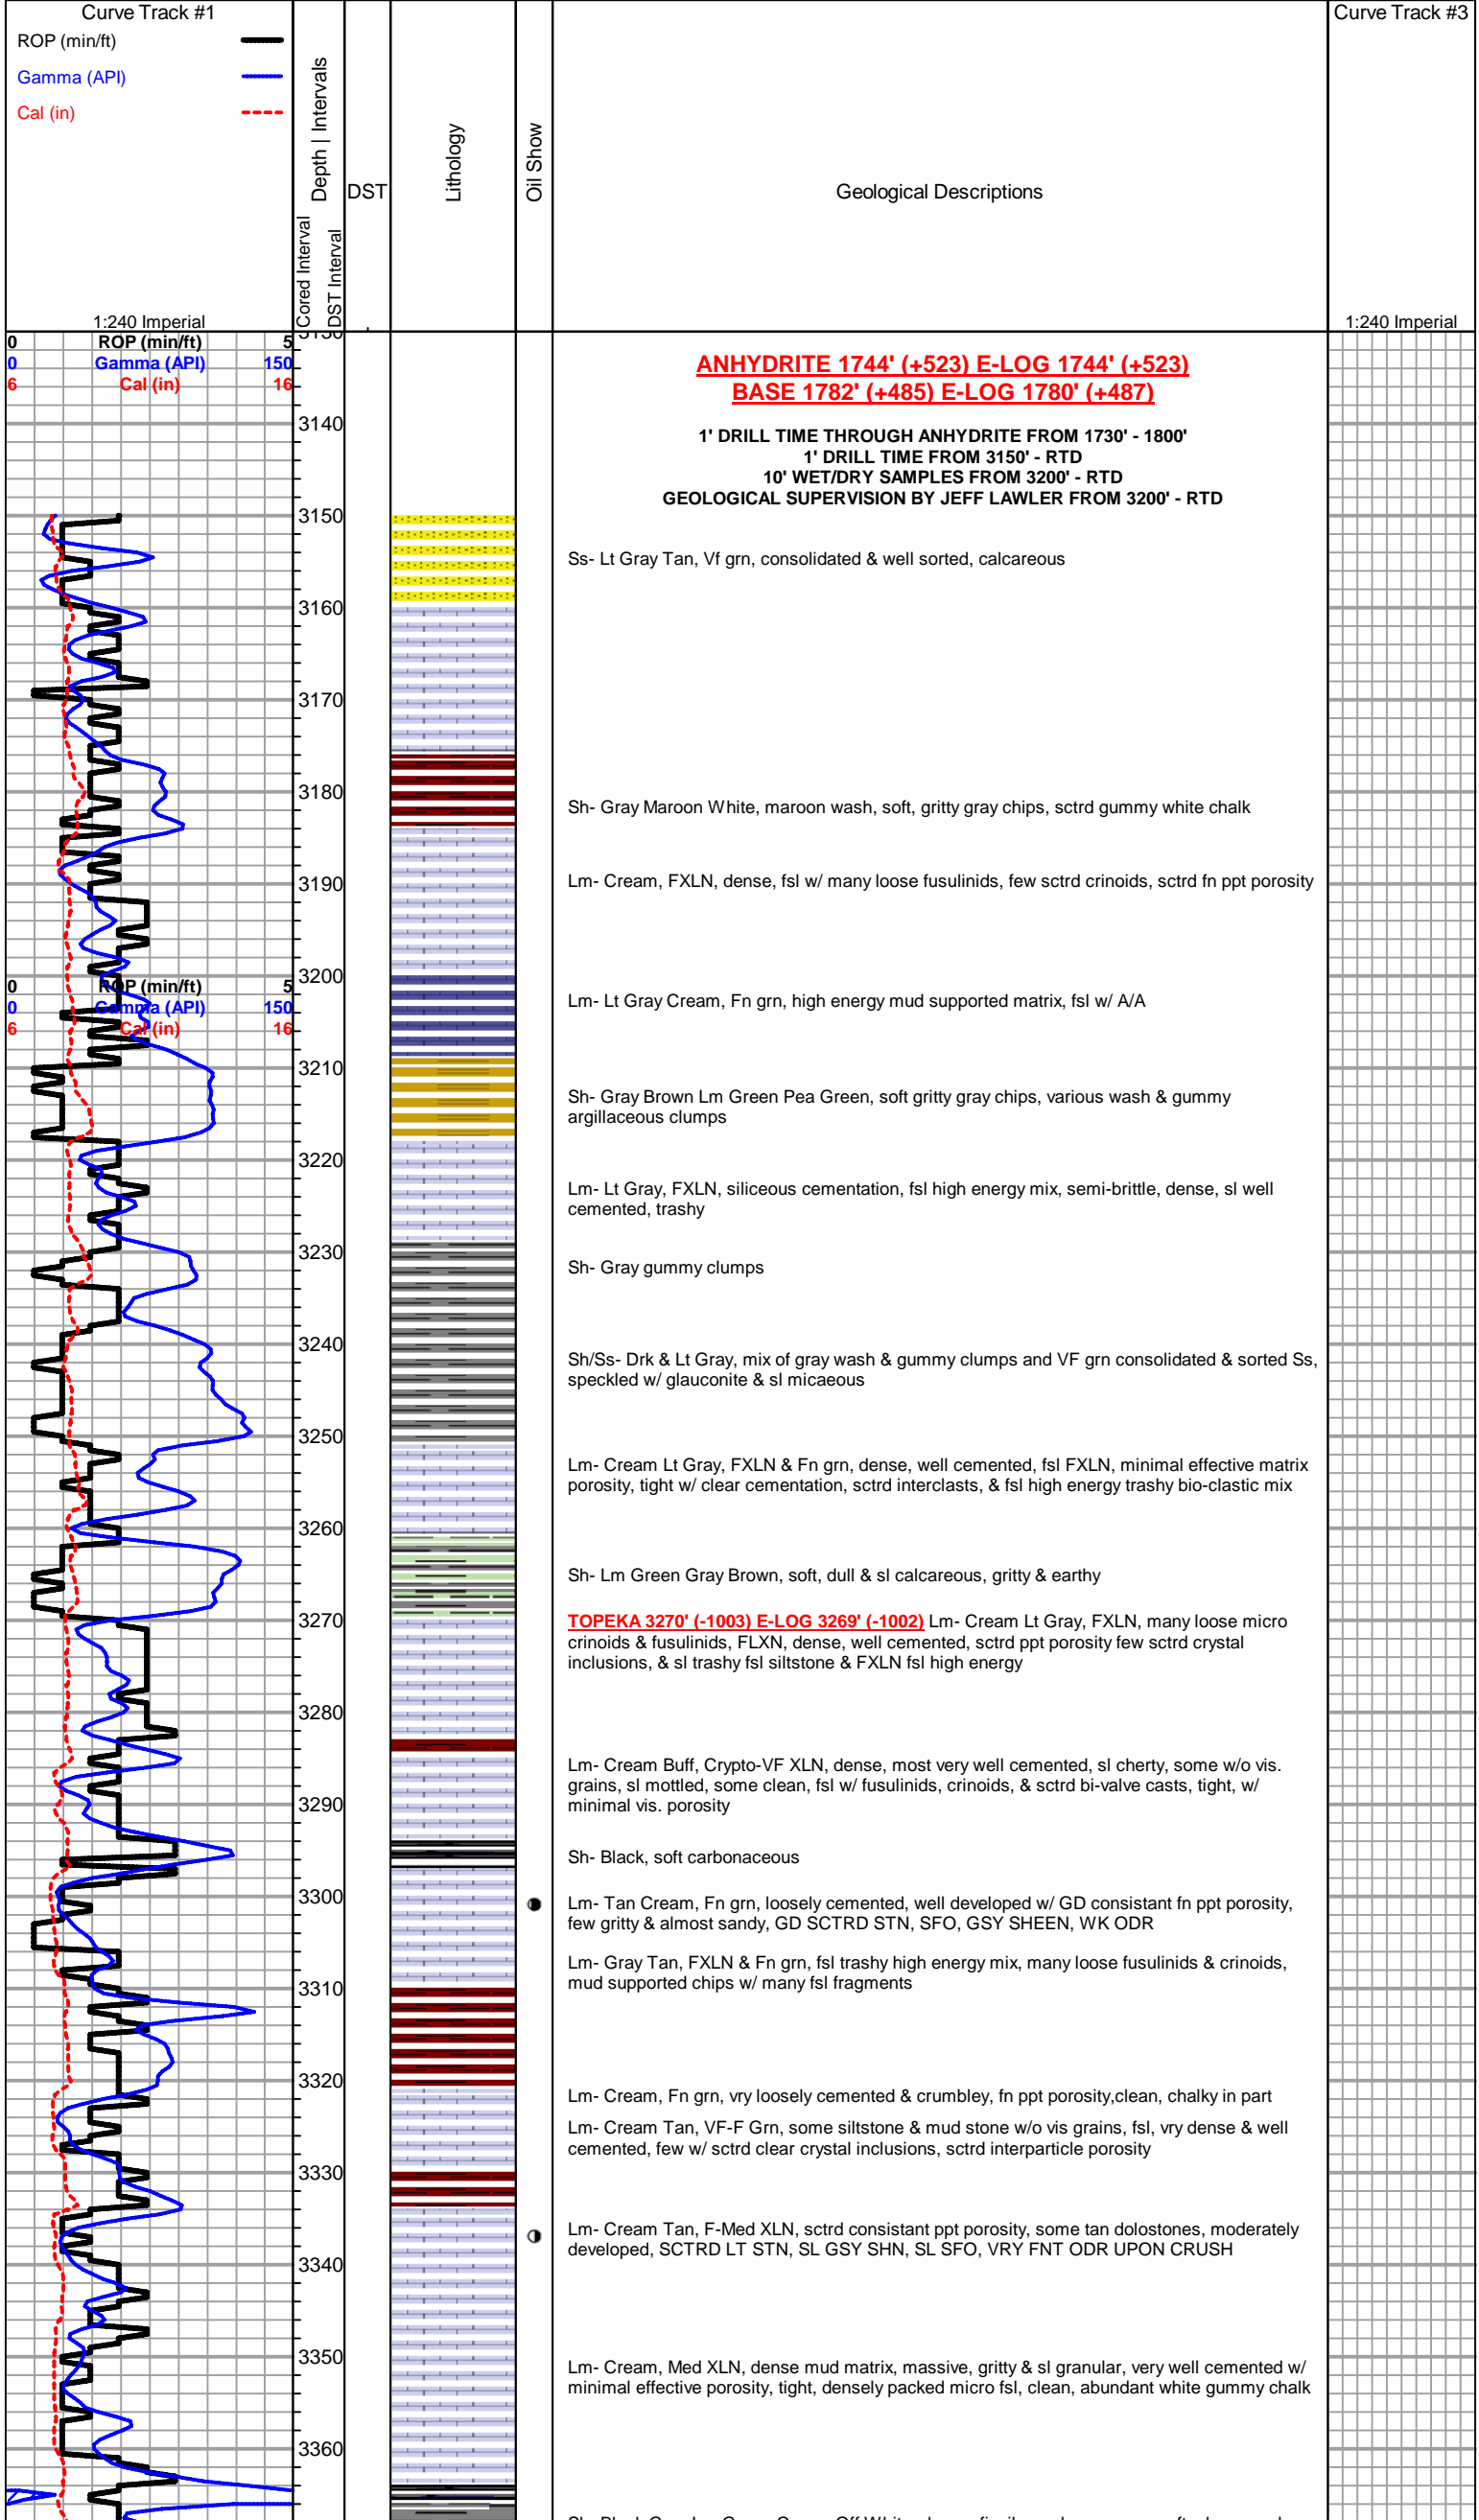 Curve Track #1
ROP (min/ft)
Gamma (API)
Cal (in)
1:240 Imperial
Depth | Intervals
Cored Interval
DST Interval
DST
Lithology
Oil Show
Geological Descriptions
Curve Track #3
1:240 Imperial
0 ROP (min/ft) 5
0 Gamma (API) 150
6 Cal (in) 16
3130
ANHYDRITE 1744' (+523) E-LOG 1744' (+523)
BASE 1782' (+485) E-LOG 1780' (+487)
3140
1' DRILL TIME THROUGH ANHYDRITE FROM 1730' - 1800'
1' DRILL TIME FROM 3150' - RTD
10' WET/DRY SAMPLES FROM 3200' - RTD
GEOLOGICAL SUPERVISION BY JEFF LAWLER FROM 3200' - RTD
3150
Ss- Lt Gray Tan, Vf grn, consolidated & well sorted, calcareous
3160
3170
3180
Sh- Gray Maroon White, maroon wash, soft, gritty gray chips, sctrd gummy white chalk
3190
Lm- Cream, FXLN, dense, fsl w/ many loose fusulinids, few sctrd crinoids, sctrd fn ppt porosity
3200
0 ROP (min/ft) 5
0 Gamma (API) 150
6 Cal (in) 16
Lm- Lt Gray Cream, Fn grn, high energy mud supported matrix, fsl w/ A/A
3210
Sh- Gray Brown Lm Green Pea Green, soft gritty gray chips, various wash & gummy
argillaceous clumps
3220
Lm- Lt Gray, FXLN, siliceous cementation, fsl high energy mix, semi-brittle, dense, sl well
cemented, trashy
3230
Sh- Gray gummy clumps
3240
Sh/Ss- Drk & Lt Gray, mix of gray wash & gummy clumps and VF grn consolidated & sorted Ss,
speckled w/ glauconite & sl micaeous
3250
Lm- Cream Lt Gray, FXLN & Fn grn, dense, well cemented, fsl FXLN, minimal effective matrix
porosity, tight w/ clear cementation, sctrd interclasts, & fsl high energy trashy bio-clastic mix
3260
Sh- Lm Green Gray Brown, soft, dull & sl calcareous, gritty & earthy
3270
TOPEKA 3270' (-1003) E-LOG 3269' (-1002) Lm- Cream Lt Gray, FXLN, many loose micro
crinoids & fusulinids, FLXN, dense, well cemented, sctrd ppt porosity few sctrd crystal
inclusions, & sl trashy fsl siltstone & FXLN fsl high energy
3280
Lm- Cream Buff, Crypto-VF XLN, dense, most very well cemented, sl cherty, some w/o vis.
grains, sl mottled, some clean, fsl w/ fusulinids, crinoids, & sctrd bi-valve casts, tight, w/
minimal vis. porosity
3290
Sh- Black, soft carbonaceous
3300
Lm- Tan Cream, Fn grn, loosely cemented, well developed w/ GD consistant fn ppt porosity,
few gritty & almost sandy, GD SCTRD STN, SFO, GSY SHEEN, WK ODR
Lm- Gray Tan, FXLN & Fn grn, fsl trashy high energy mix, many loose fusulinids & crinoids,
mud supported chips w/ many fsl fragments
3310
3320
Lm- Cream, Fn grn, vry loosely cemented & crumbley, fn ppt porosity,clean, chalky in part
Lm- Cream Tan, VF-F Grn, some siltstone & mud stone w/o vis grains, fsl, vry dense & well
cemented, few w/ sctrd clear crystal inclusions, sctrd interparticle porosity
3330
Lm- Cream Tan, F-Med XLN, sctrd consistant ppt porosity, some tan dolostones, moderately
developed, SCTRD LT STN, SL GSY SHN, SL SFO, VRY FNT ODR UPON CRUSH
3340
3350
Lm- Cream, Med XLN, dense mud matrix, massive, gritty & sl granular, very well cemented w/
minimal effective porosity, tight, densely packed micro fsl, clean, abundant white gummy chalk
3360